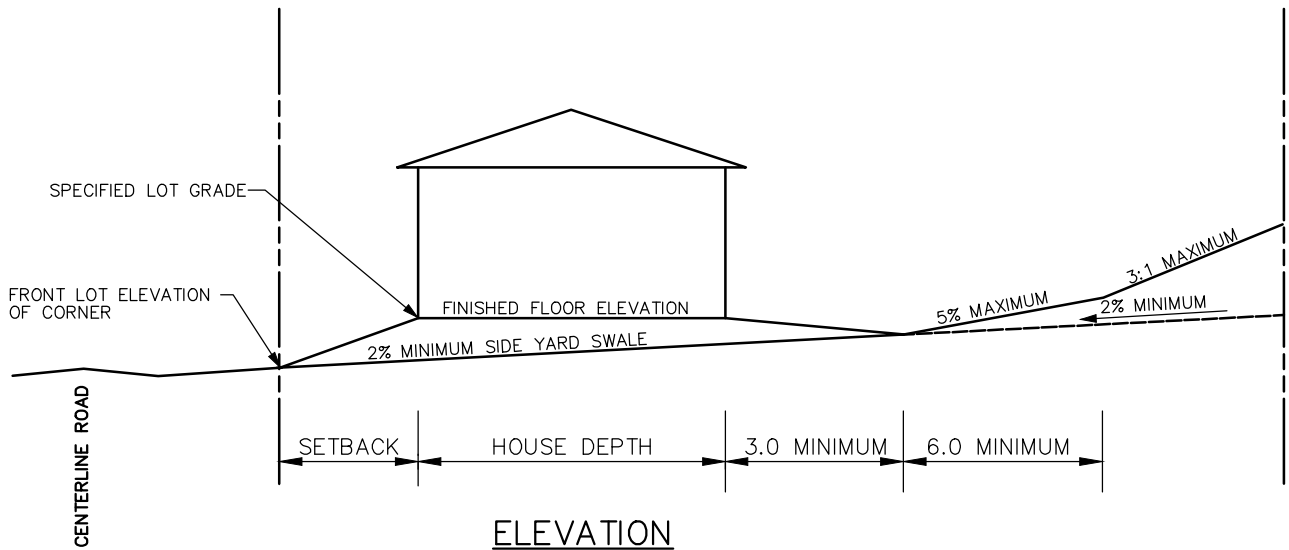 SPECIFIED LOT GRADE
FRONT LOT ELEVATION
OF CORNER
FINISHED FLOOR ELEVATION
2% MINIMUM SIDE YARD SWALE
5% MAXIMUM
3:1 MAXIMUM
2% MINIMUM
CENTERLINE ROAD
SETBACK
HOUSE DEPTH
3.0 MINIMUM
6.0 MINIMUM
ELEVATION